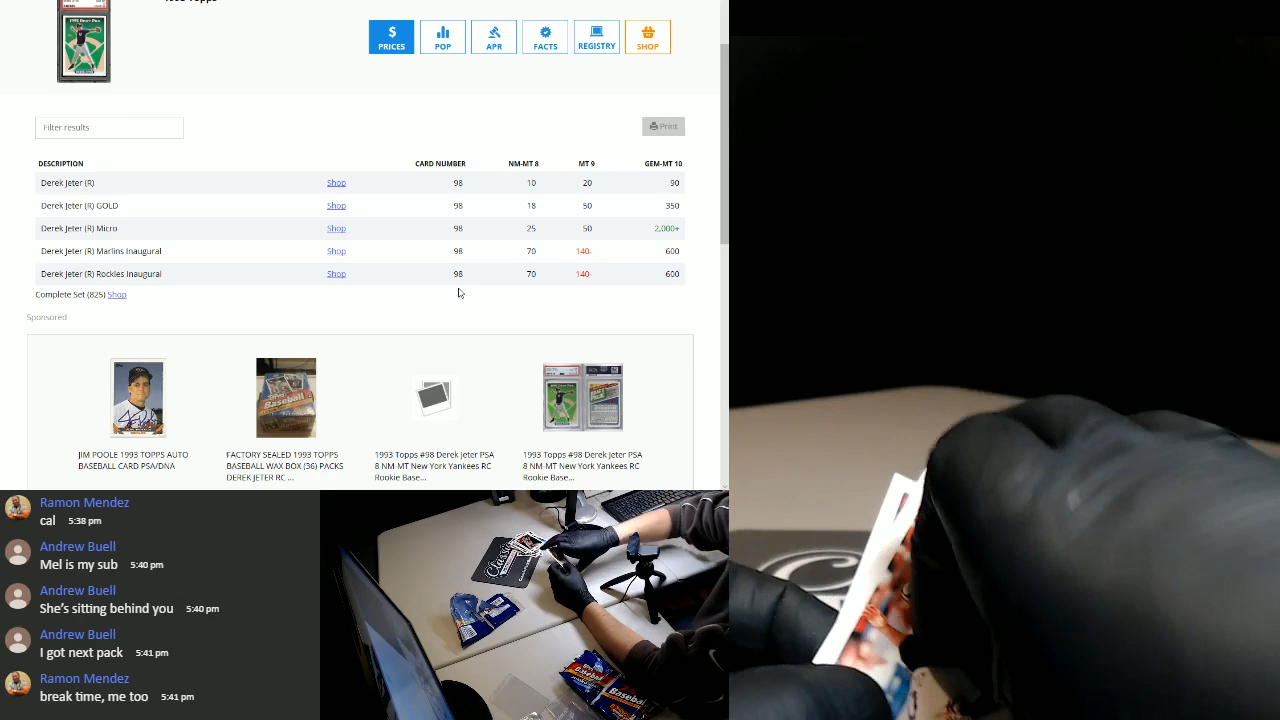 1993 Topps
PRICES
POP
APR
FACTS
REGISTRY
SHOP
Filter results
Print
DESCRIPTION CARD NUMBER NM-MT 8 MT 9 GEM-MT 10
Derek Jeter (R) Shop 98 10 20 90
Derek Jeter (R) GOLD Shop 98 18 50 350
Derek Jeter (R) Micro Shop 98 25 50 2,000+
Derek Jeter (R) Marlins Inaugural Shop 98 70 140- 600
Derek Jeter (R) Rockies Inaugural Shop 98 70 140- 600
Complete Set (825) Shop
Sponsored
JIM POOLE 1993 TOPPS AUTO
BASEBALL CARD PSA/DNA
FACTORY SEALED 1993 TOPPS
BASEBALL WAX BOX (36) PACKS
DEREK JETER RC ...
1993 Topps #98 Derek Jeter PSA
8 NM-MT New York Yankees RC
Rookie Base...
1993 Topps #98 Derek Jeter PSA
8 NM-MT New York Yankees RC
Rookie Base...
Ramon Mendez
cal 5:38 pm
Andrew Buell
Mel is my sub 5:40 pm
Andrew Buell
She's sitting behind you 5:40 pm
Andrew Buell
I got next pack 5:41 pm
Ramon Mendez
break time, me too 5:41 pm
Baseball
Baseball